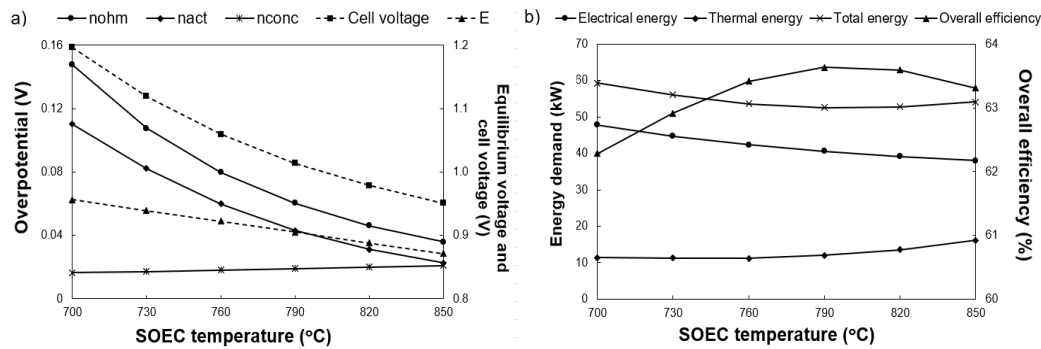 a)
nohm nact nconc Cell voltage E
Overpotential (V)
0.16
0.12
0.08
0.04
0
1.2
1.1
1.0
0.9
0.8
Equilibrium voltage and
cell voltage (V)
700 730 760 790 820 850
SOEC temperature (°C)
b)
Electrical energy Thermal energy Total energy Overall efficiency
Energy demand (kW)
70
60
50
40
30
20
10
0
64
63
62
61
60
Overall efficiency
(%)
700 730 760 790 820 850
SOEC temperature (°C)